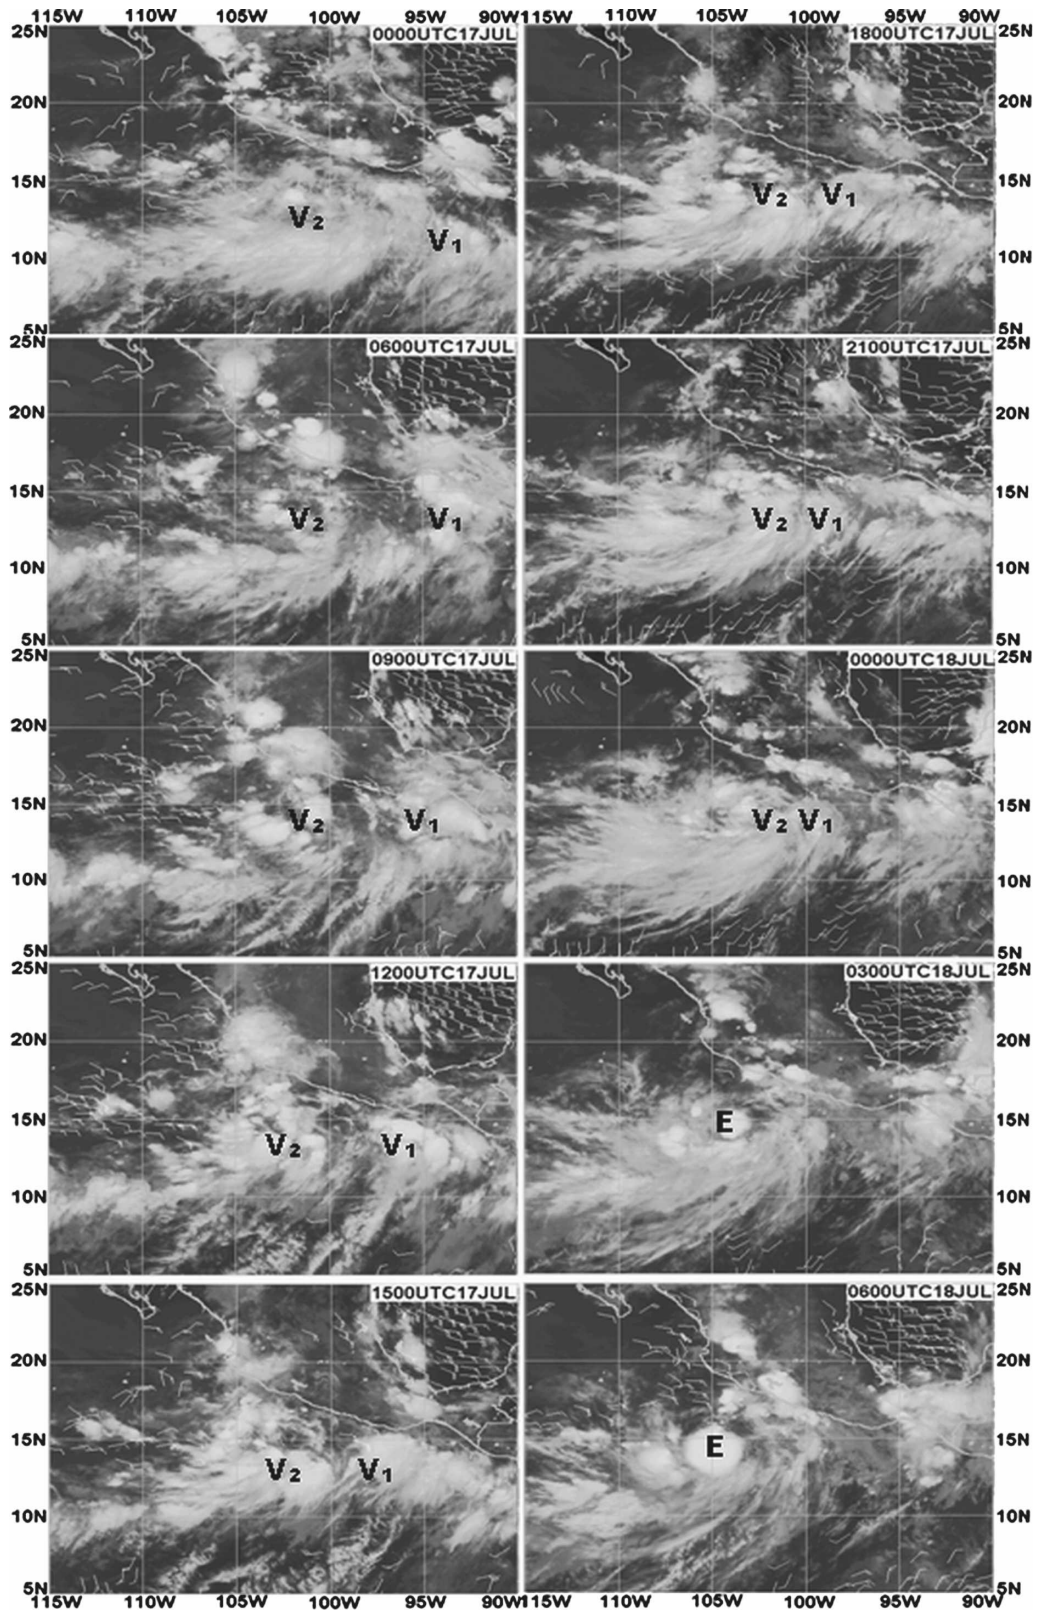 115W 110W 105W 100W 95W 90W
25N 0000UTC17JUL
20N
15N
V2
V1
10N
5N
25N 0600UTC17JUL
20N
15N
V2 V1
10N
5N
25N 0900UTC17JUL
20N
15N
V2 V1
10N
5N
25N 1200UTC17JUL
20N
15N
V2 V1
10N
5N
25N 1500UTC17JUL
20N
15N
V2 V1
10N
5N
115W 110W 105W 100W 95W 90W
115W 110W 105W 100W 95W 90W
1800UTC17JUL 25N
20N
15N
V2 V1
10N
5N
2100UTC17JUL 25N
20N
15N
V2 V1
10N
5N
0000UTC18JUL 25N
20N
15N
V2 V1
10N
5N
0300UTC18JUL 25N
20N
15N
E
10N
5N
0600UTC18JUL 25N
20N
15N
E
10N
5N
115W 110W 105W 100W 95W 90W